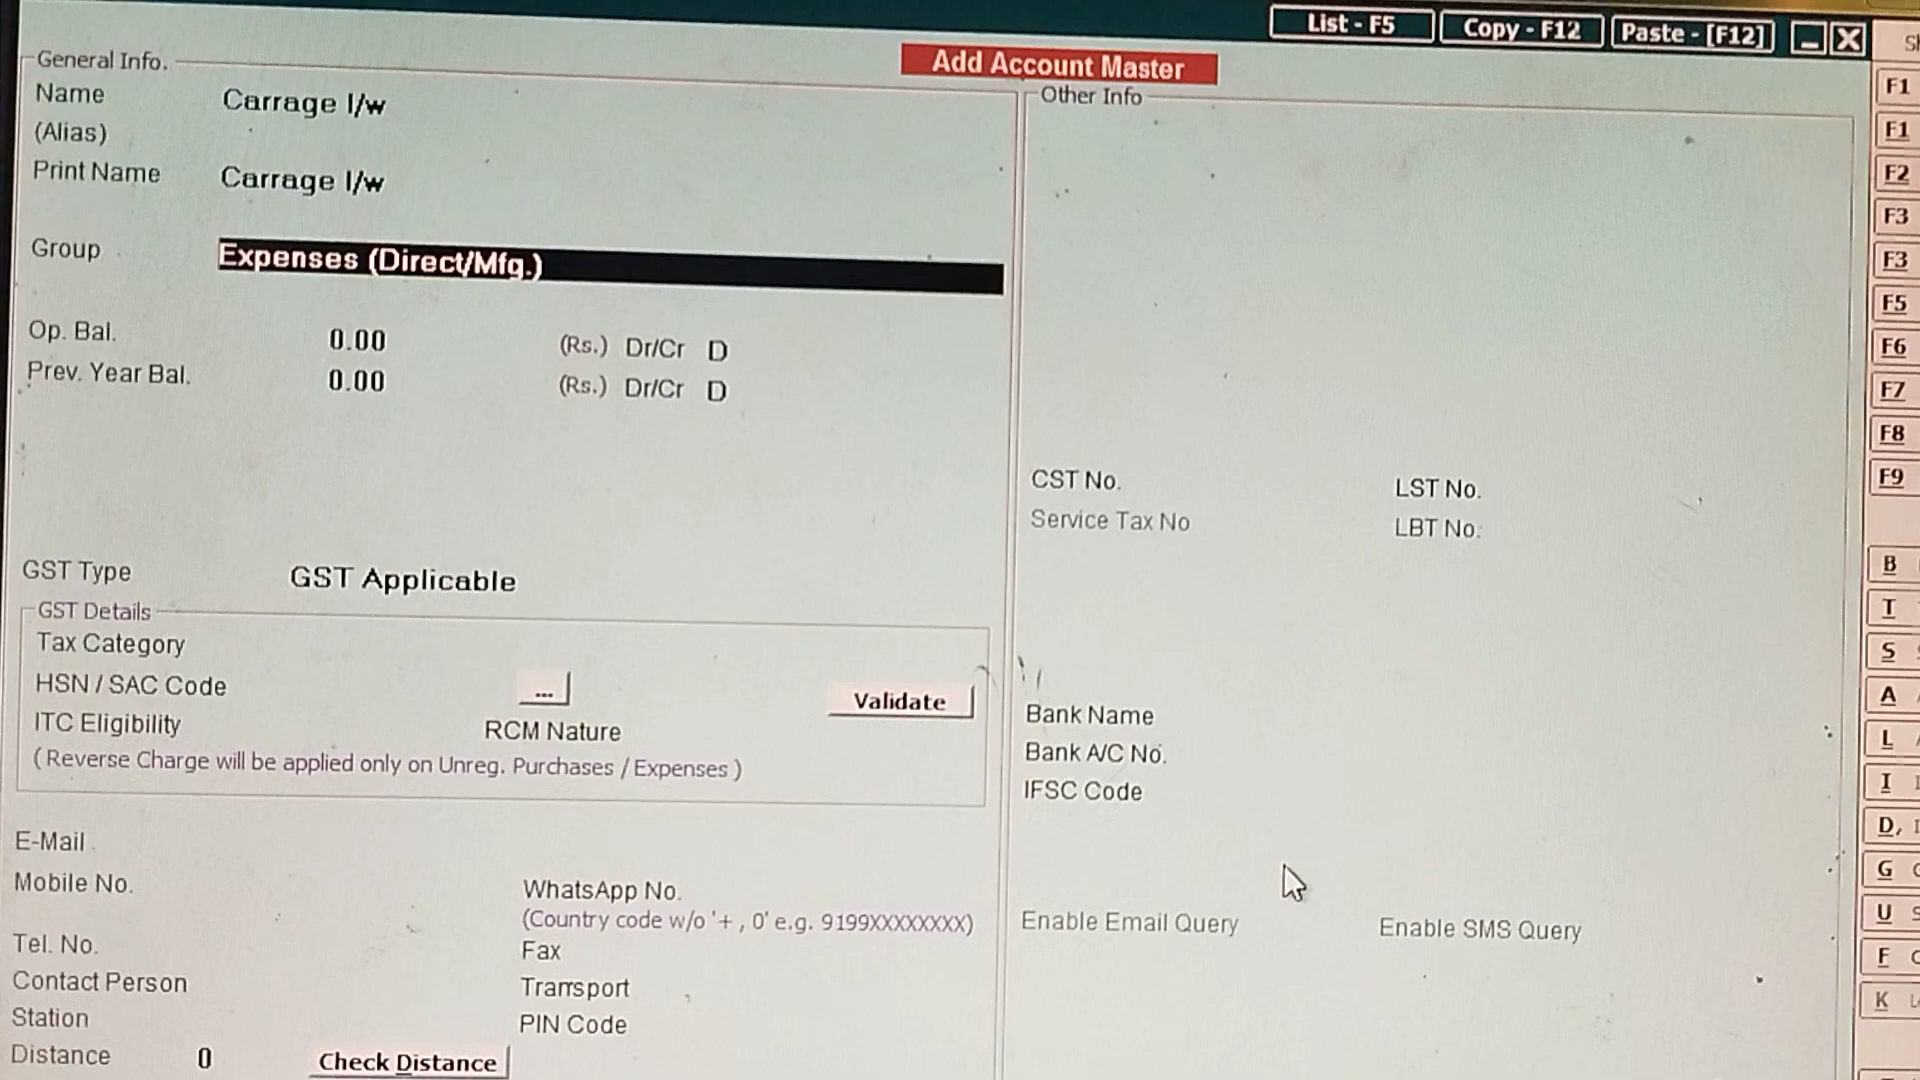 List - F5 Copy - F12 Paste - [F12]
Add Account Master
General Info.
Name Carrage I/w
(Alias)
Print Name Carrage I/w
Group Expenses (Direct/Mfg.)
Op. Bal. 0.00 (Rs.) Dr/Cr D
Prev. Year Bal. 0.00 (Rs.) Dr/Cr D
GST Type GST Applicable
GST Details
Tax Category
HSN / SAC Code ... Validate
ITC Eligibility RCM Nature
(Reverse Charge will be applied only on Unreg. Purchases / Expenses)
E-Mail
Mobile No. WhatsApp No.
(Country code w/o '+ , 0' e.g. 9199XXXXXXXX)
Tel. No. Fax
Contact Person Transport
Station PIN Code
Distance 0 Check Distance
Other Info
CST No. LST No.
Service Tax No LBT No.
Bank Name
Bank A/C No.
IFSC Code
Enable Email Query Enable SMS Query
F1
F1
F2
F3
F3
F5
F6
F7
F8
F9
B
T
S
A
L
I
D,
G
U
F
K